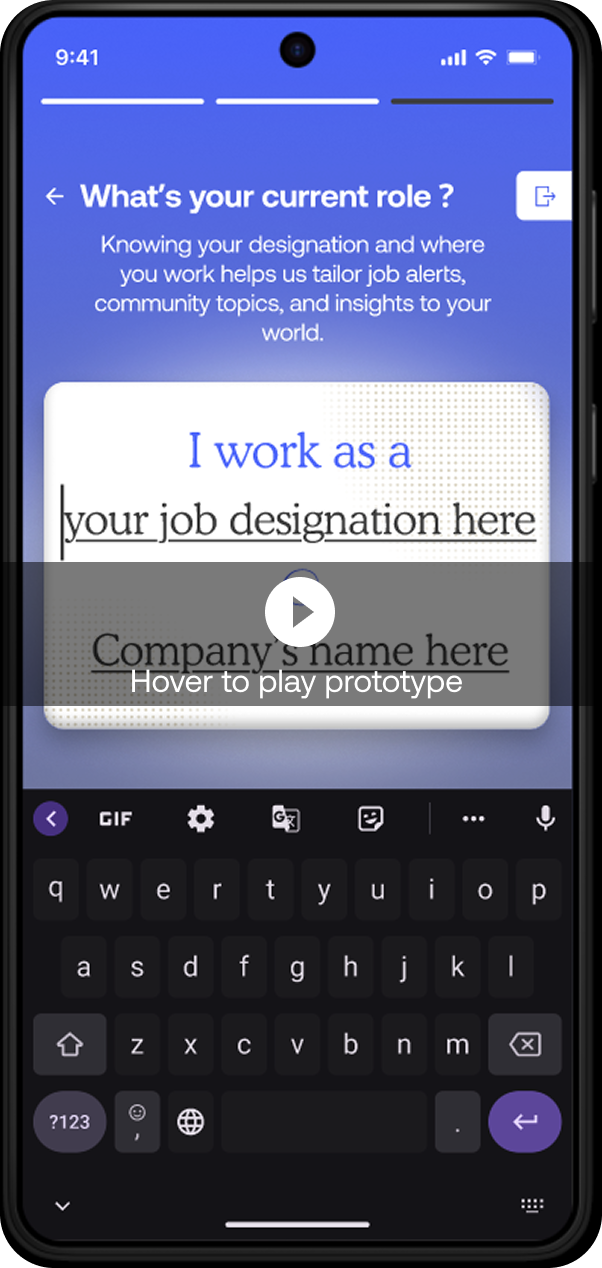 9:41
What's your current role ?
Knowing your designation and where
you work helps us tailor job alerts,
community topics, and insights to your
world.
I work as a
your job designation here
@
Company's name here
Hover to play prototype
GIF
q w e r t y u i o p
a s d f g h j k l
z x c v b n m
?123 , .